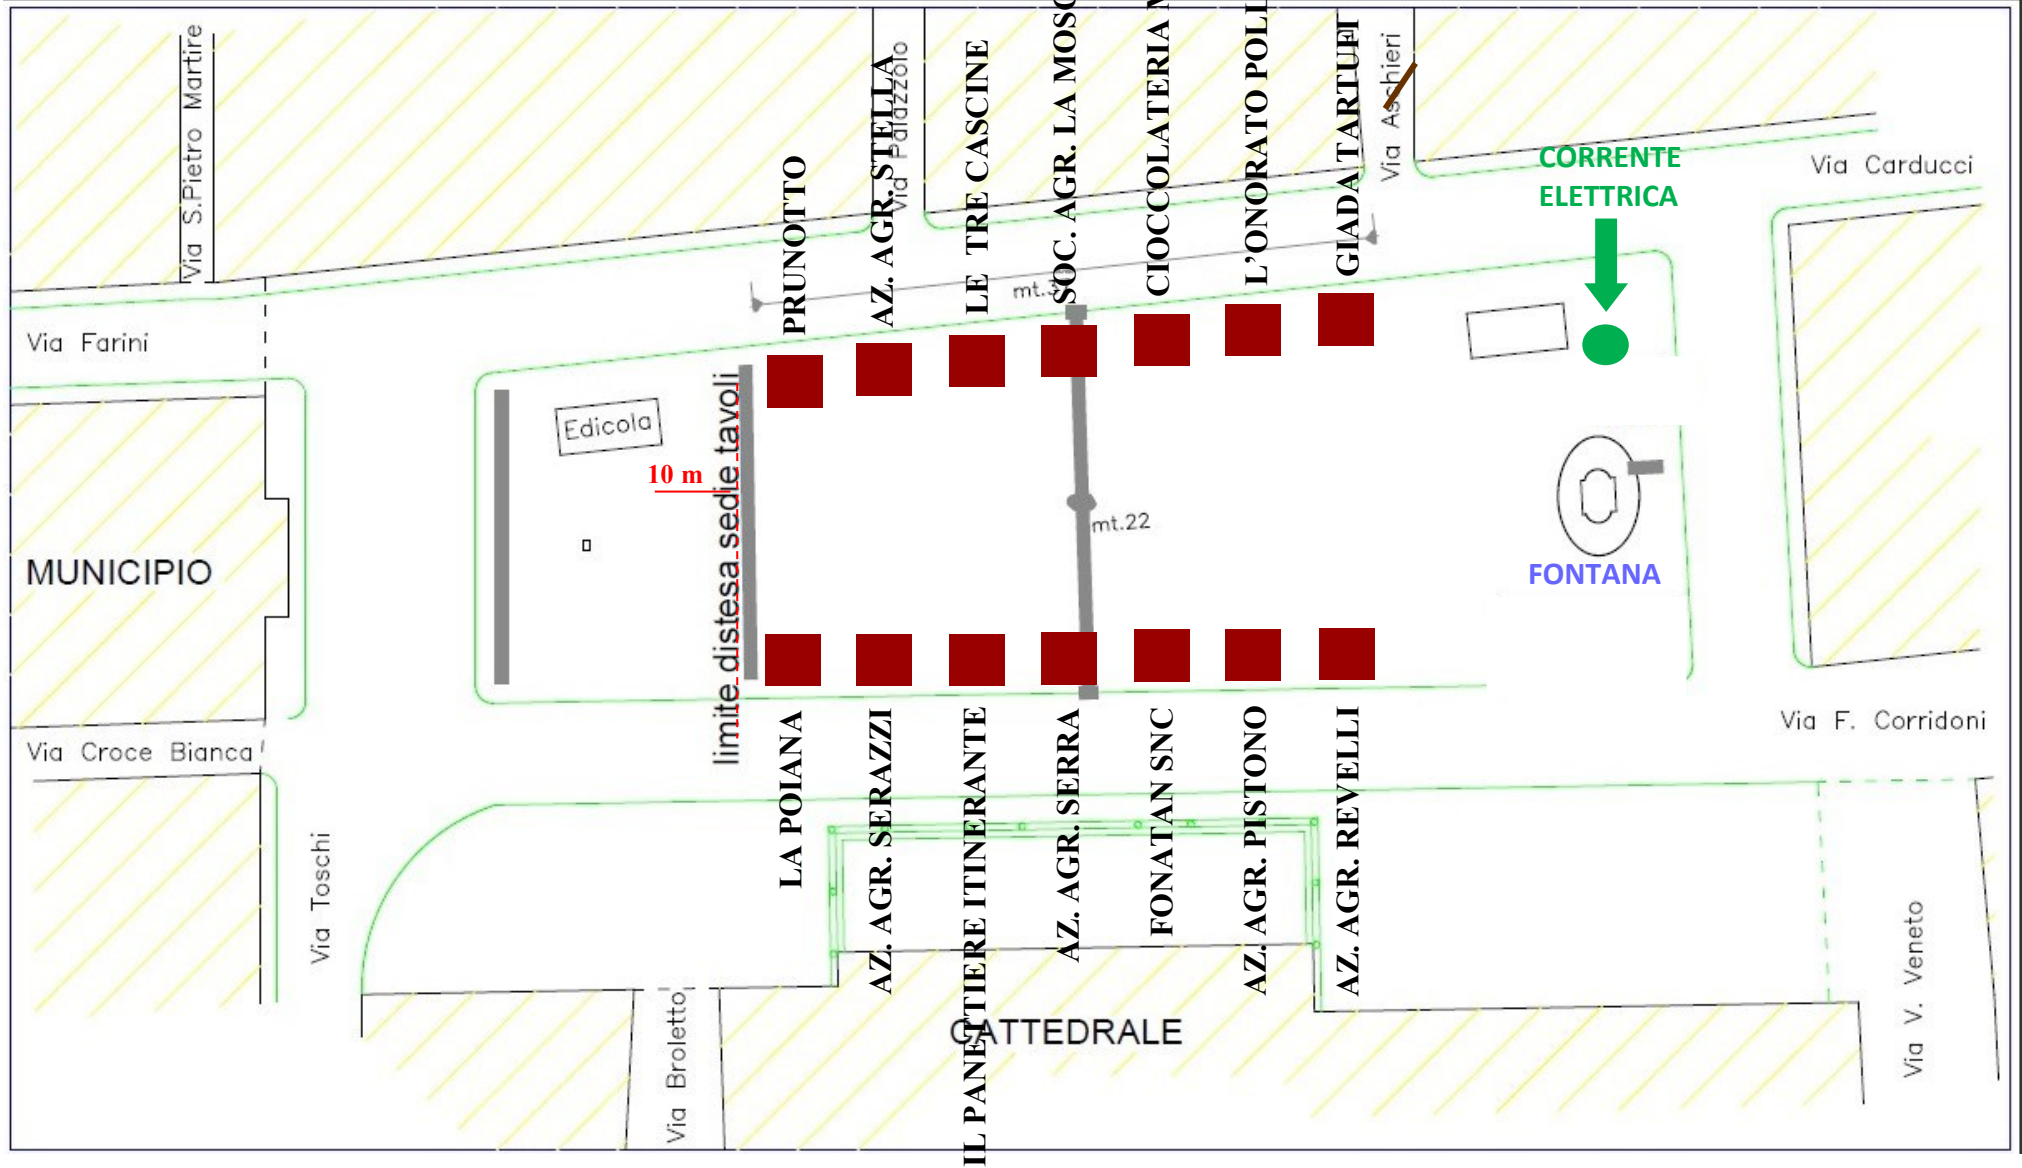 Via S.Pietro Martire
Via Palazzolo
Via Aschieri
PRUNOTTO
AZ. AGR. STELLA
LE TRE CASCINE
SOC. AGR. LA
CIOCCOLATERIA
L'ONORATO
GIADA TARTUFI
CORRENTE
ELETTRICA
Via Carducci
Via Farini
Edicola
10 m
limite distesa sedie tavoli
mt.22
FONTANA
MUNICIPIO
Via F. Corridoni
Via Croce Bianca
LA POIANA
AZ. AGR. SERAZZI
IL PANETTIERE ITINERANTE
AZ. AGR. SERRA
FONATAN SNC
AZ. AGR. PISTONO
AZ. AGR. REVELLI
Via Toschi
Via Broletto
CATTEDRALE
Via V. Veneto